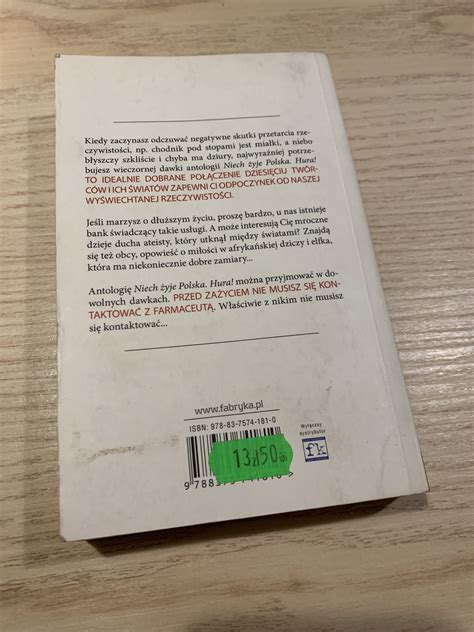 Kiedy zaczynasz odczuwać negatywne skutki przetarcia rze-
czywistości, np. chodnik pod stopami jest miałki, a niebo
błyszczy szkliście i chyba ma dziury, najwyraźniej potrze-
bujesz wieczornej dawki antologii Niech żyje Polska. Hura!
TO IDEALNIE DOBRANE POŁĄCZENIE DZIESIĘCIU TWÓR-
CÓW I ICH ŚWIATÓW ZAPEWNI CI ODPOCZYNEK OD NASZEJ
WYŚWIECHTANEJ RZECZYWISTOŚCI.
Jeśli marzysz o dłuższym życiu, proszę bardzo, u nas istnieje
bank świadczący takie usługi. A może interesują Cię mroczne
dzieje ducha ateisty, który utknął między światami? Znajdą
się też obcy, opowieść o miłości w afrykańskiej dziczy i elfka,
która ma niekoniecznie dobre zamiary...
Antologię Niech żyje Polska. Hura! można przyjmować w do-
wolnych dawkach. PRZED ZAŻYCIEM NIE MUSISZ SIĘ KON-
TAKTOWAĆ Z FARMACEUTĄ. Właściwie z nikim nie musisz
się kontaktować...
www.fabryka.pl
ISBN: 978-83-7574-181-0
Wyłączny
dystrybutor
fk
13zł50
9 788375